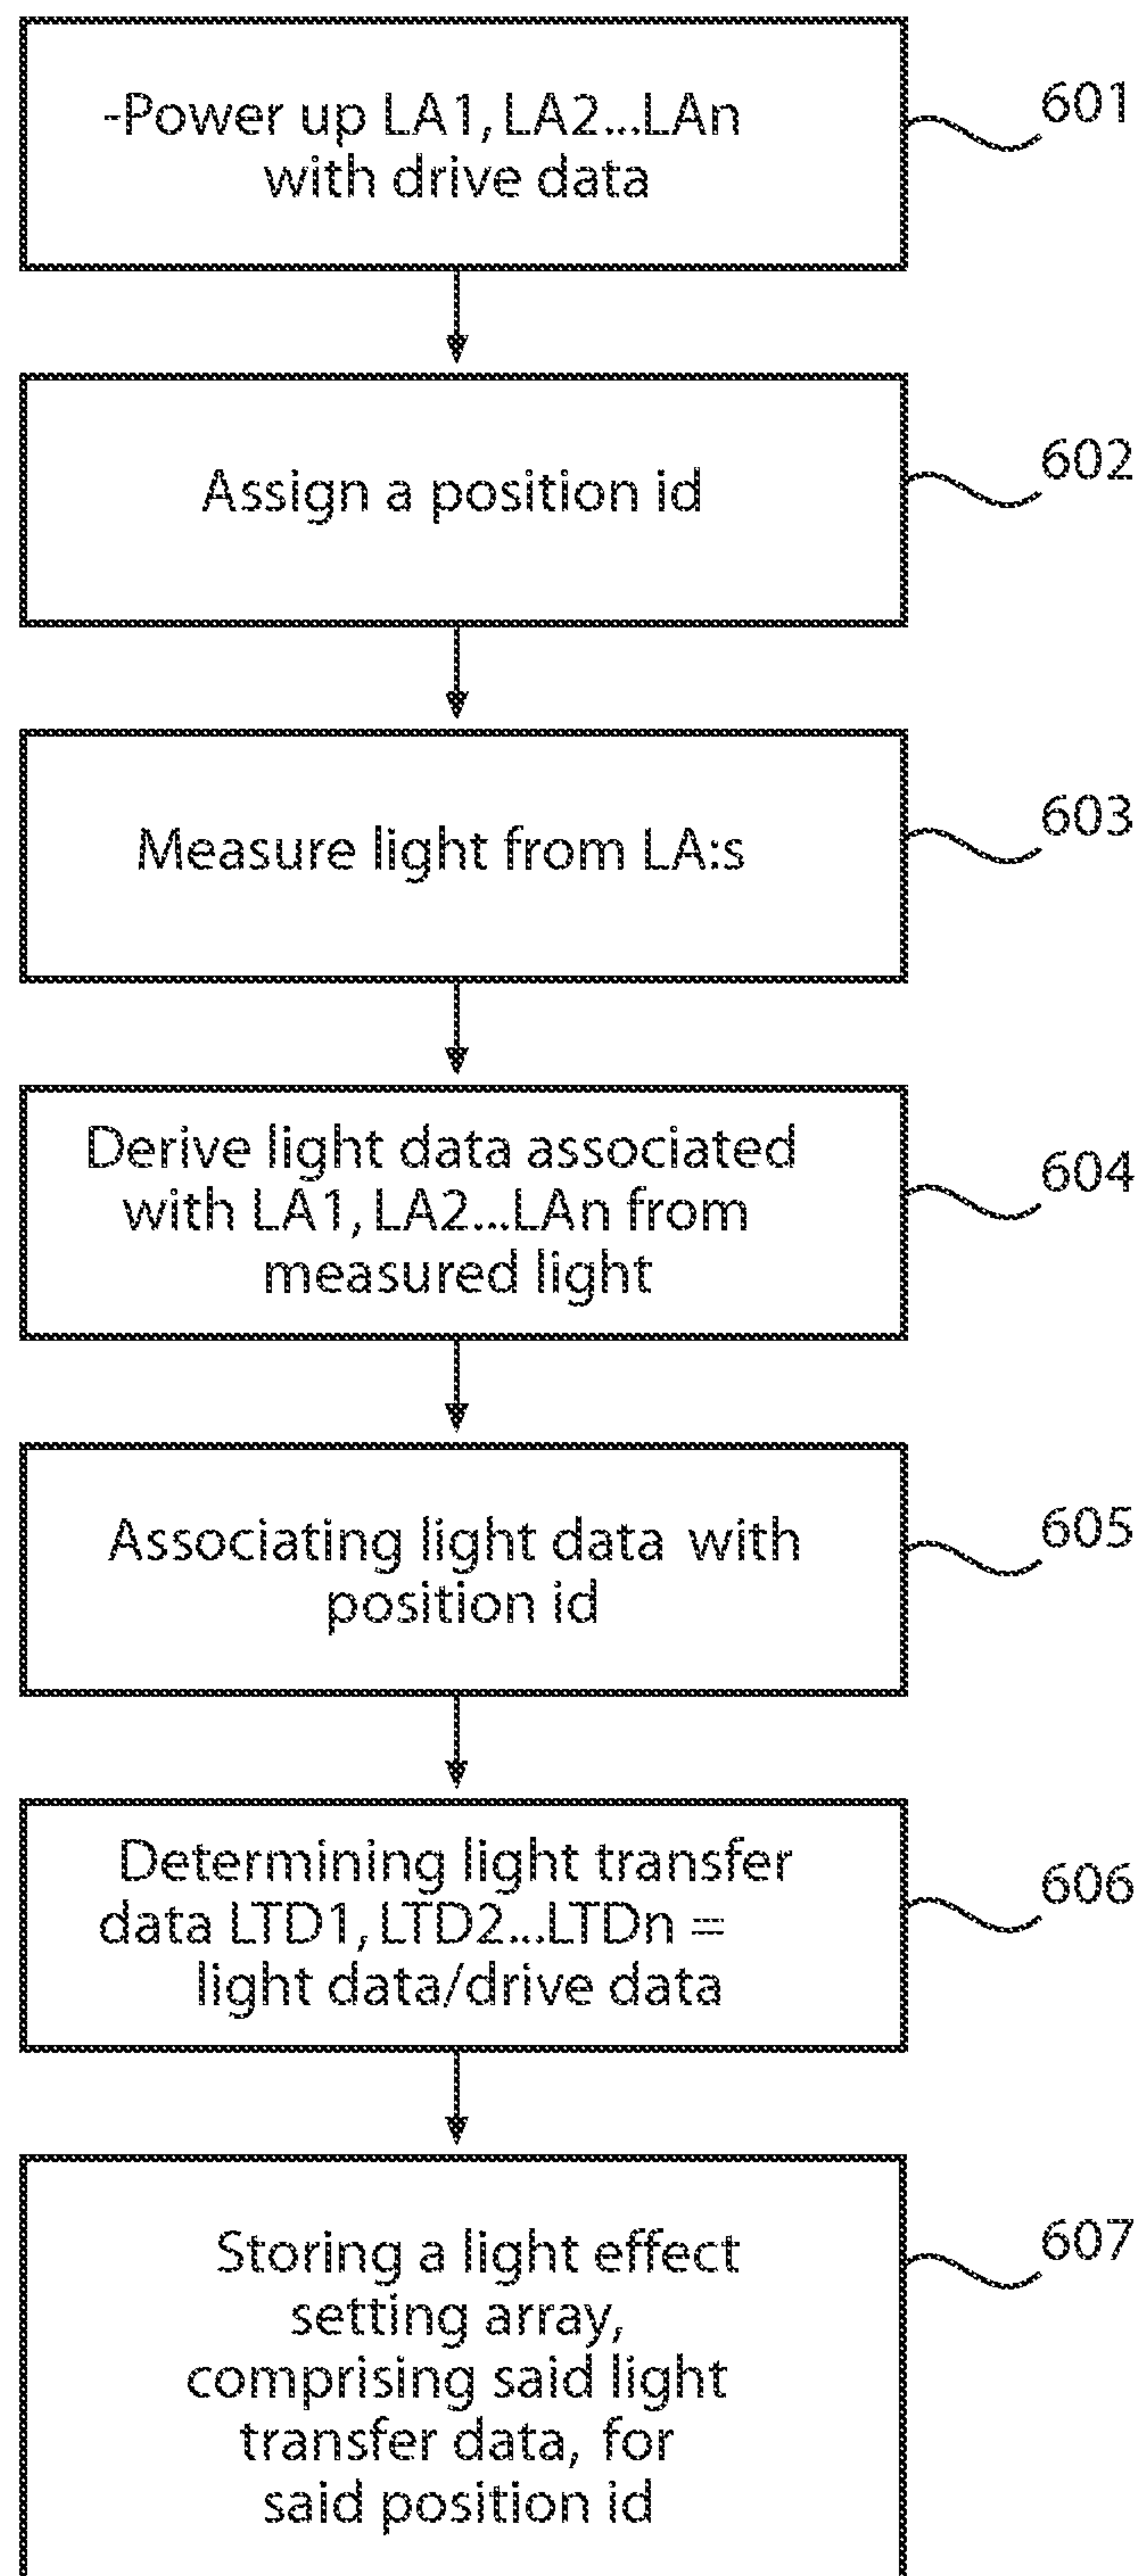 -Power up LA1, LA2...LAn
with drive data
601
Assign a position id
602
Measure light from LA:s
603
Derive light data associated
with LA1, LA2...LAn from
measured light
604
Associating light data with
position id
605
Determining light transfer
data LTD1, LTD2...LTDn =
light data/drive data
606
Storing a light effect
setting array,
comprising said light
transfer data, for
said position id
607